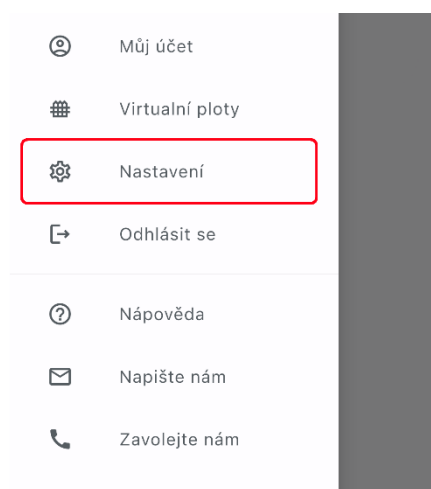 Můj účet
Virtualní ploty
Nastavení
Odhlásit se
Nápověda
Napište nám
Zavolejte nám